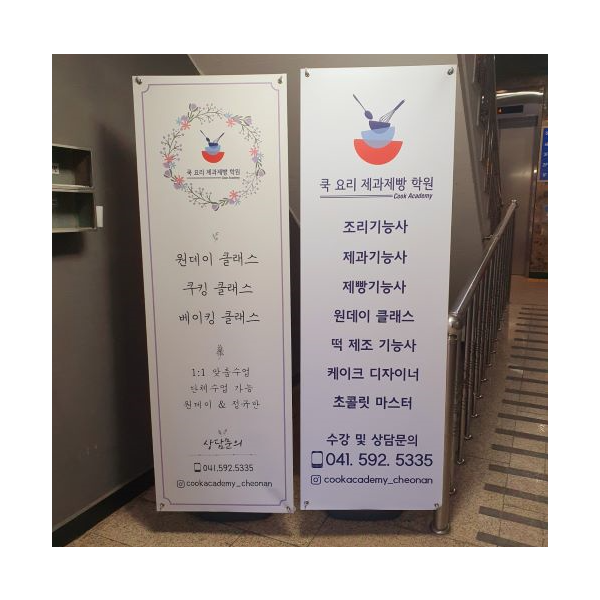 쿡 요리 제과제빵 학원
Cook Academy
원데이 클래스
쿠킹 클래스
베이킹 클래스
1:1 맞춤수업
단체수업 가능
원데이 & 정규반
상담문의
041.592.5335
cookacademy_cheonan
쿡 요리 제과제빵 학원
Cook Academy
조리기능사
제과기능사
제빵기능사
원데이 클래스
떡 제조 기능사
케이크 디자이너
초콜릿 마스터
수강 및 상담문의
041. 592. 5335
cookacademy_cheonan